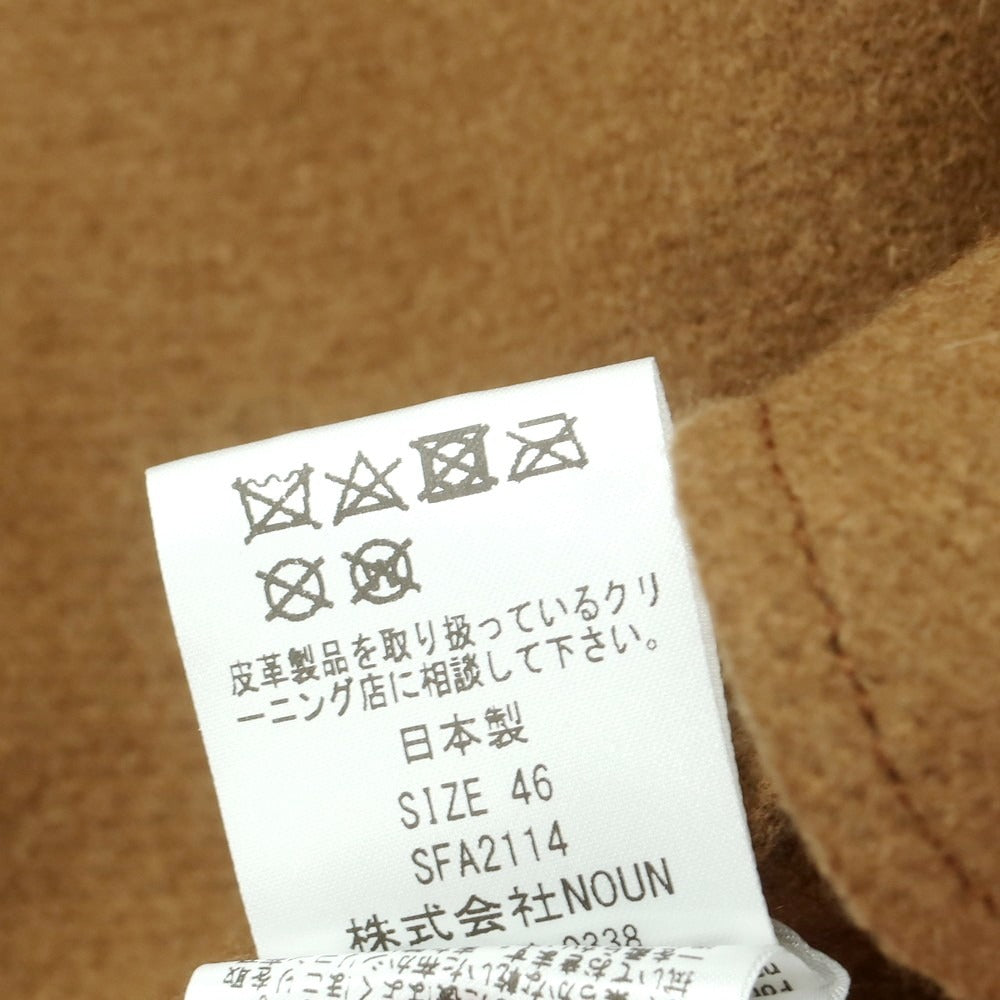 皮革製品を取り扱っているクリ
ーニング店に相談して下さい。
日本製
SIZE 46
SFA2114
株式会社NOUN
0338